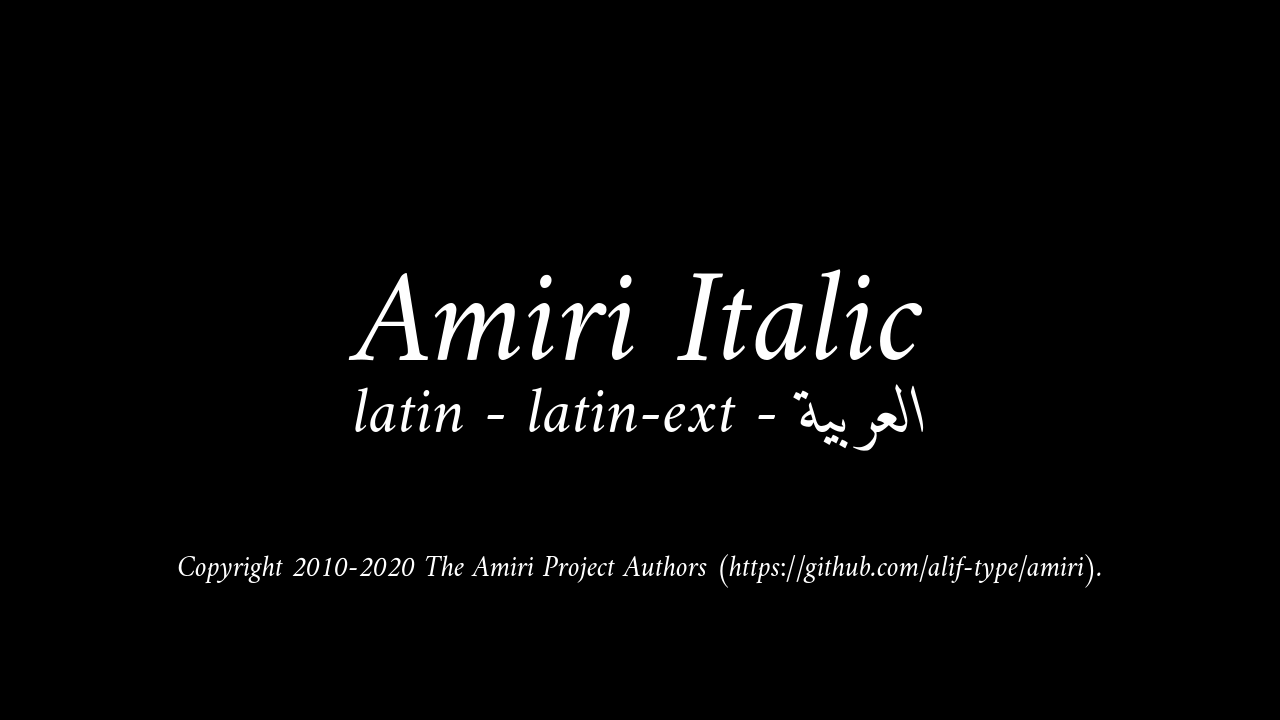 Amiri Italic
latin - latin-ext - العربية
Copyright 2010-2020 The Amiri Project Authors (https://github.com/alif-type/amiri).